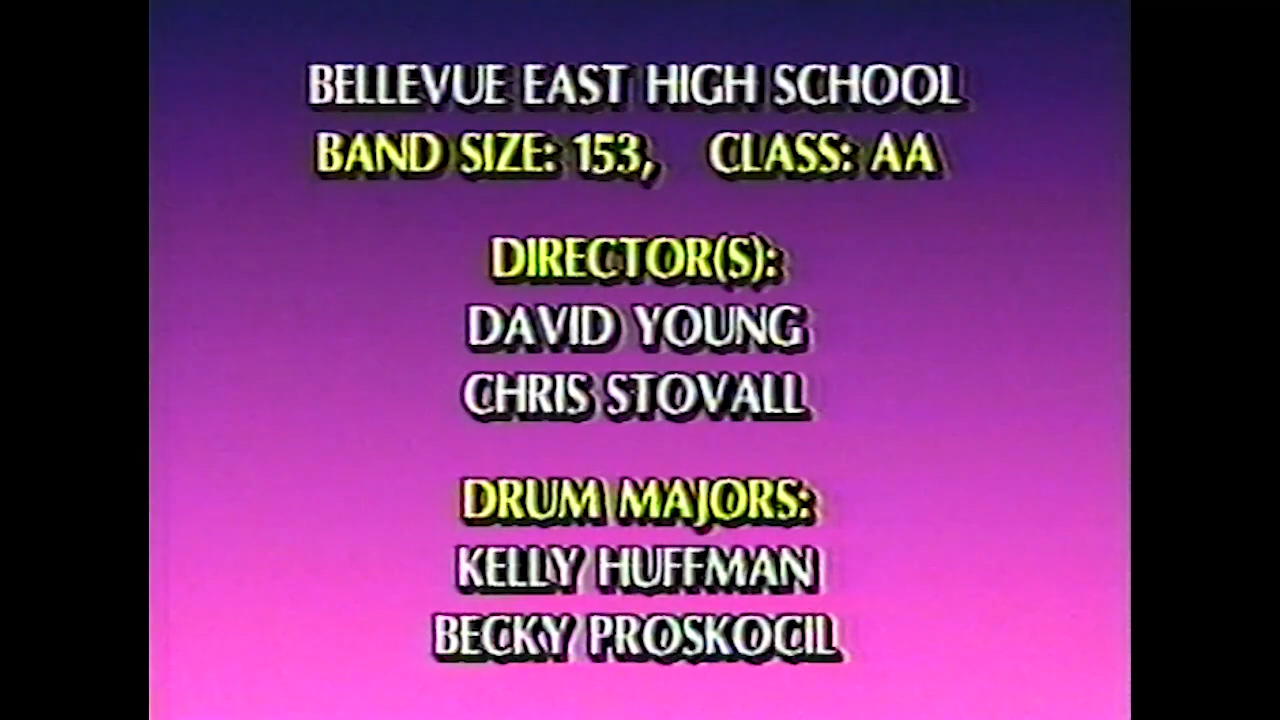 BELLEVUE EAST HIGH SCHOOL
BAND SIZE: 153, CLASS: AA
DIRECTOR(S):
DAVID YOUNG
CHRIS STOVALL
DRUM MAJORS:
KELLY HUFFMAN
BECKY PROSKOCIL